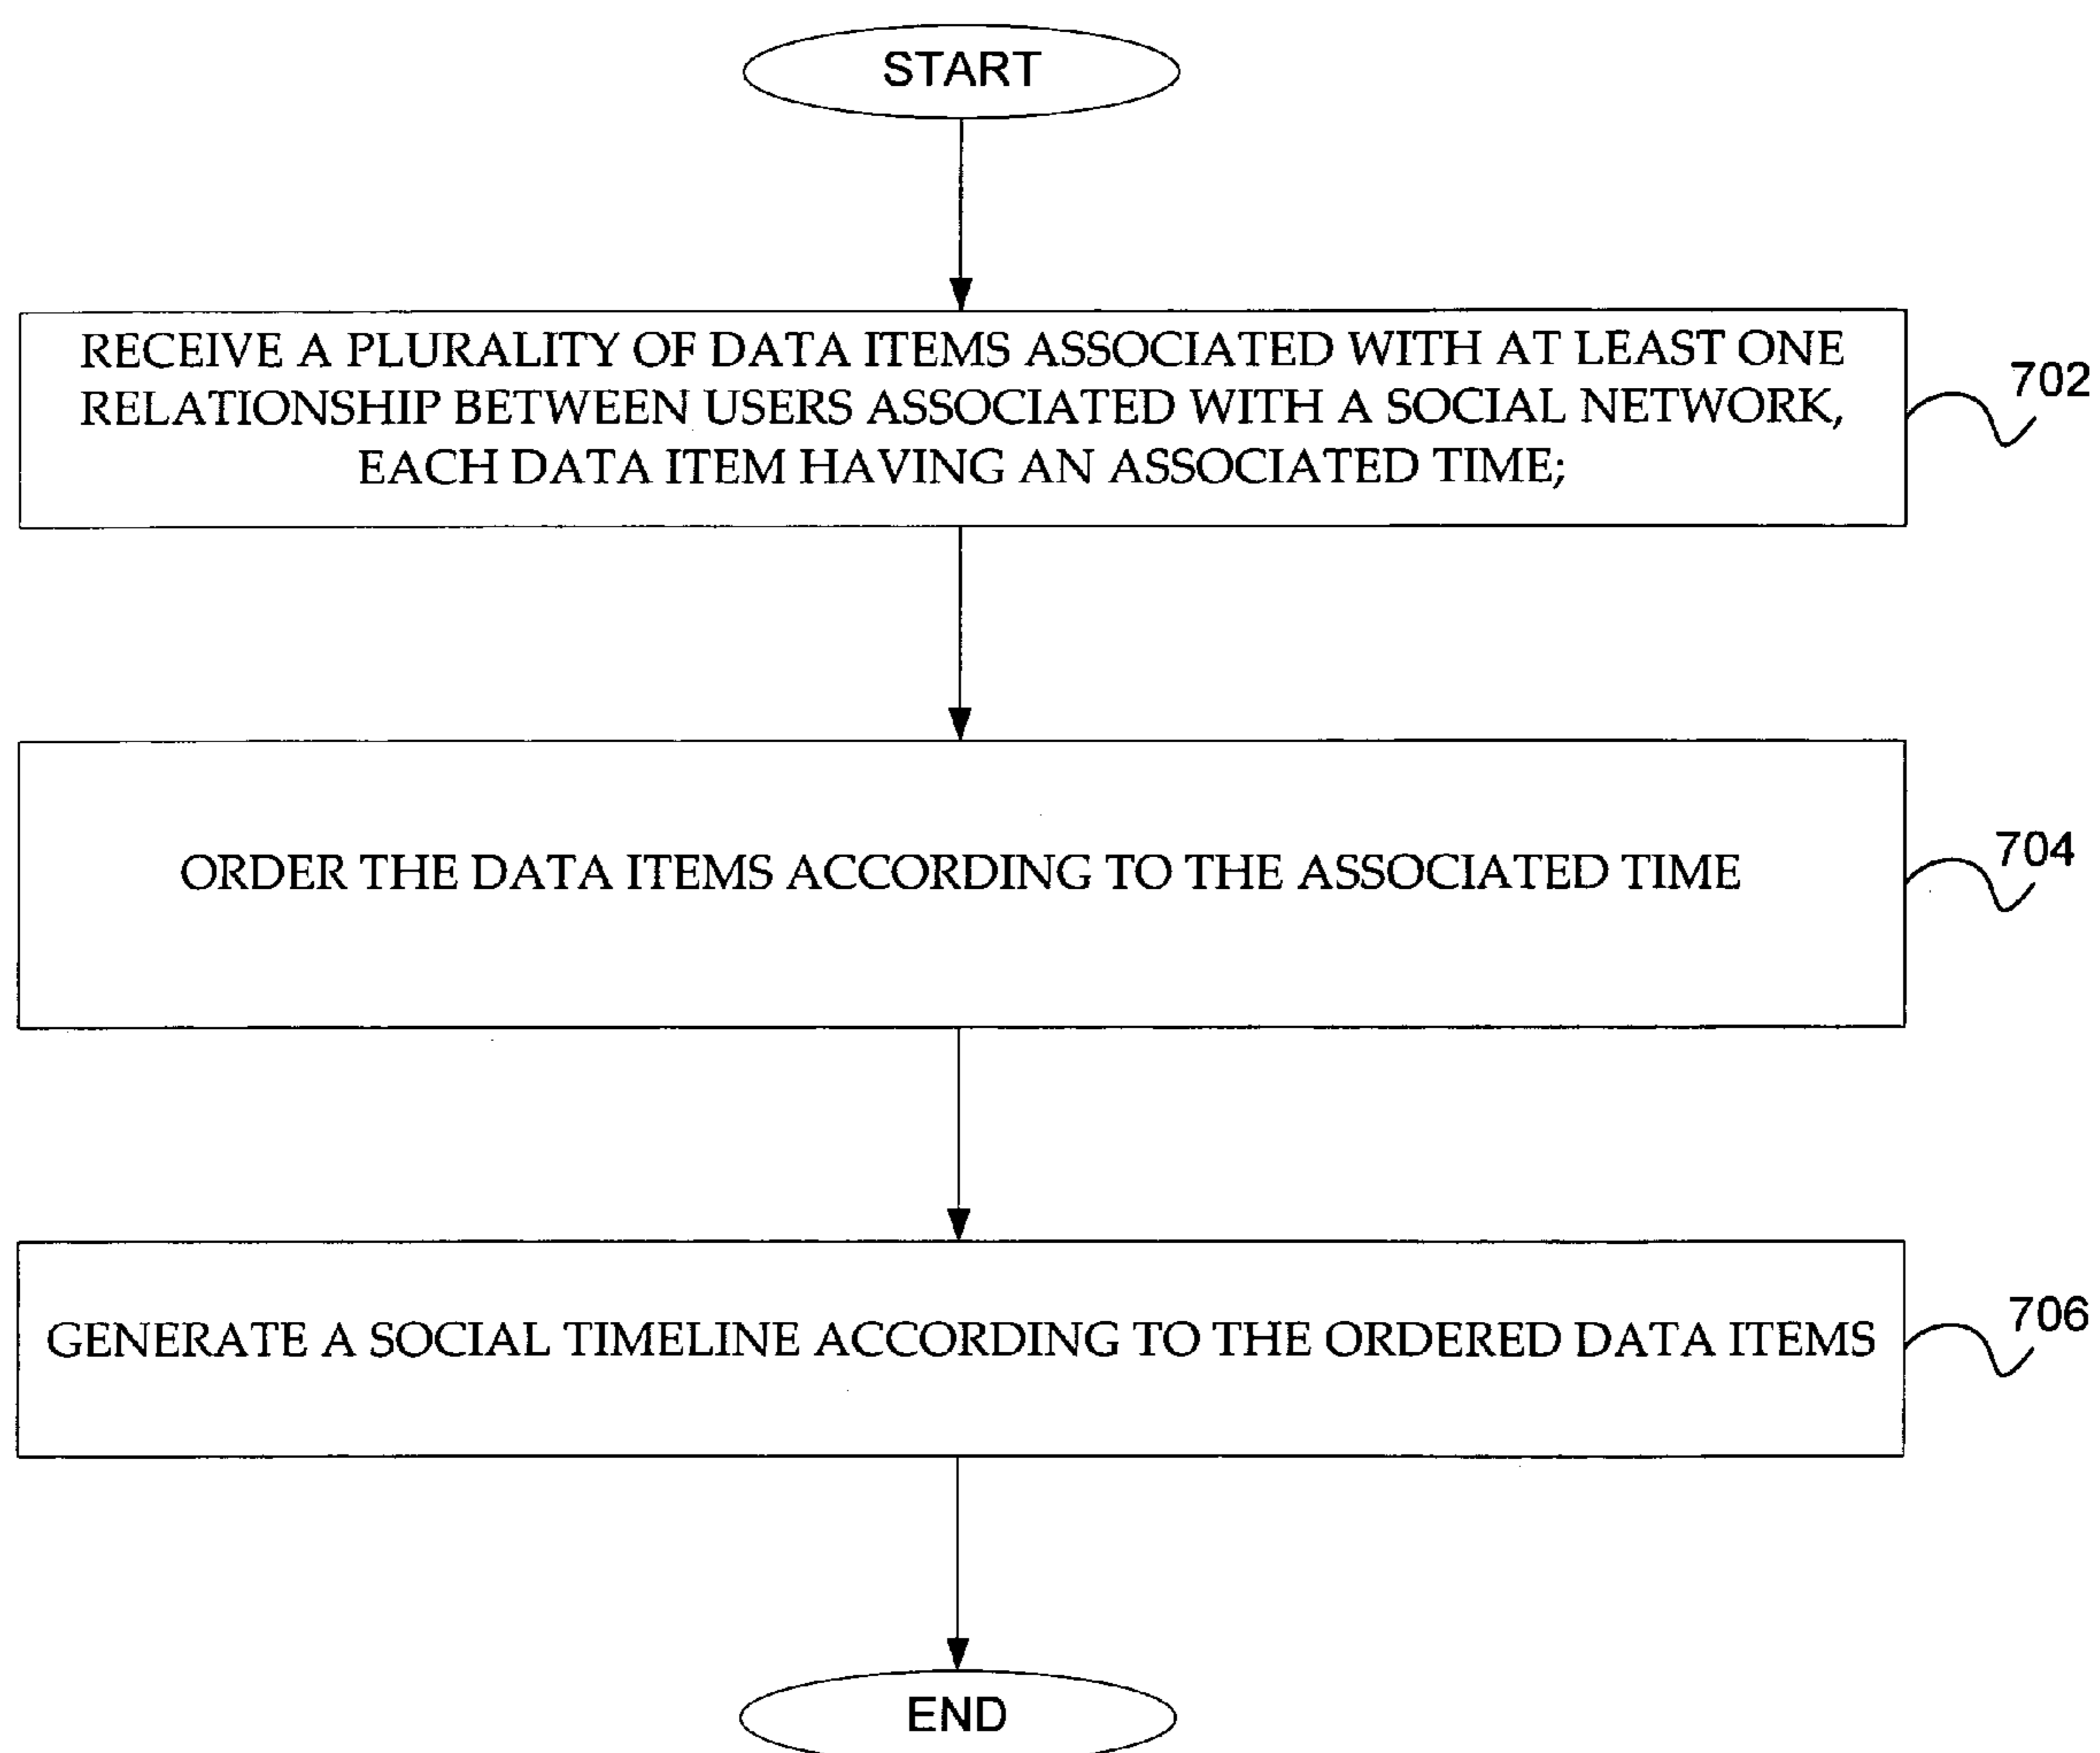 START
RECEIVE A PLURALITY OF DATA ITEMS ASSOCIATED WITH AT LEAST ONE
RELATIONSHIP BETWEEN USERS ASSOCIATED WITH A SOCIAL NETWORK,
EACH DATA ITEM HAVING AN ASSOCIATED TIME;
702
ORDER THE DATA ITEMS ACCORDING TO THE ASSOCIATED TIME
704
GENERATE A SOCIAL TIMELINE ACCORDING TO THE ORDERED DATA ITEMS
706
END